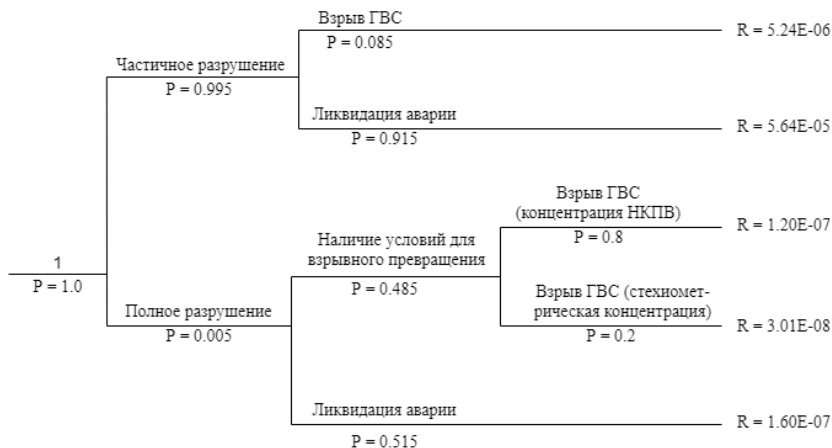 Взрыв ГВС
P = 0.085
R = 5.24E-06
Частичное разрушение
P = 0.995
Ликвидация аварии
P = 0.915
R = 5.64E-05
Взрыв ГВС
(концентрация НКПВ)
P = 0.8
R = 1.20E-07
1
P = 1.0
Наличие условий для
взрывного превращения
P = 0.485
Взрыв ГВС (стехиомет-
рическая концентрация)
P = 0.2
R = 3.01E-08
Полное разрушение
P = 0.005
Ликвидация аварии
P = 0.515
R = 1.60E-07